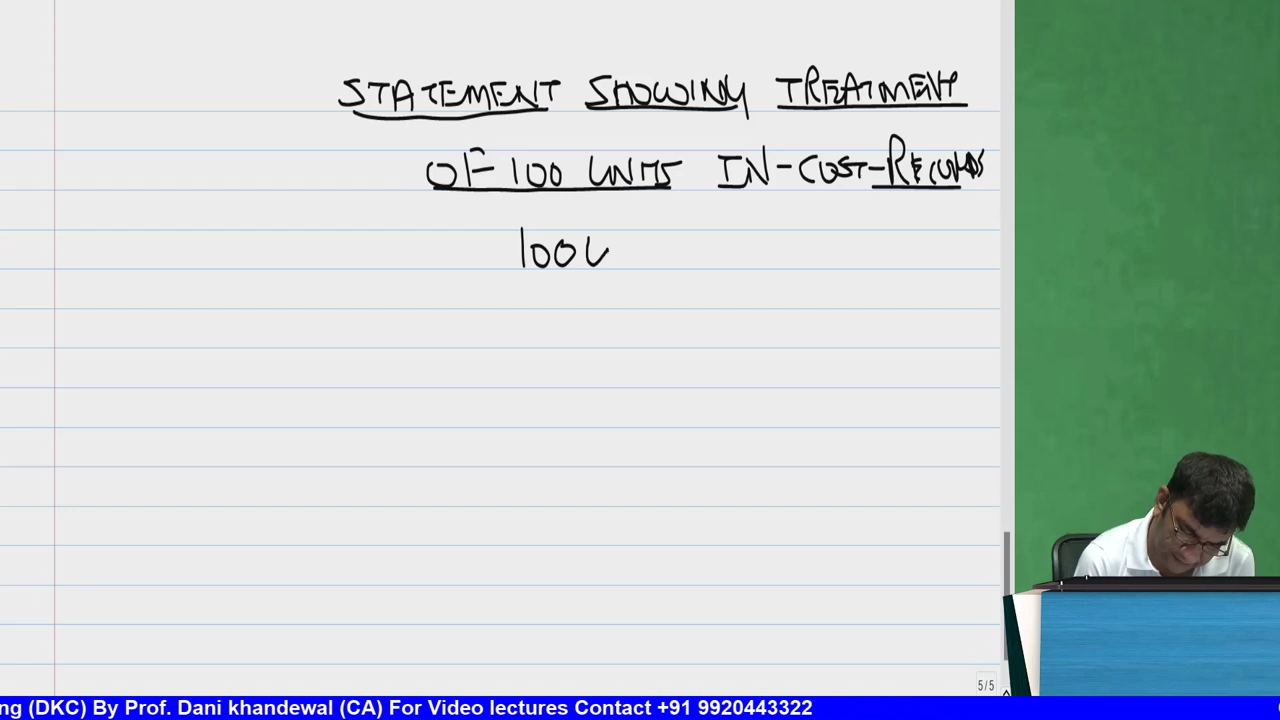 STATEMENT SHOWING TREATMENT
OF 100 UNITS IN-COST-RECORDS
100U
5/5
ng (DKC) By Prof. Dani khandewal (CA) For Video lectures Contact +91 9920443322